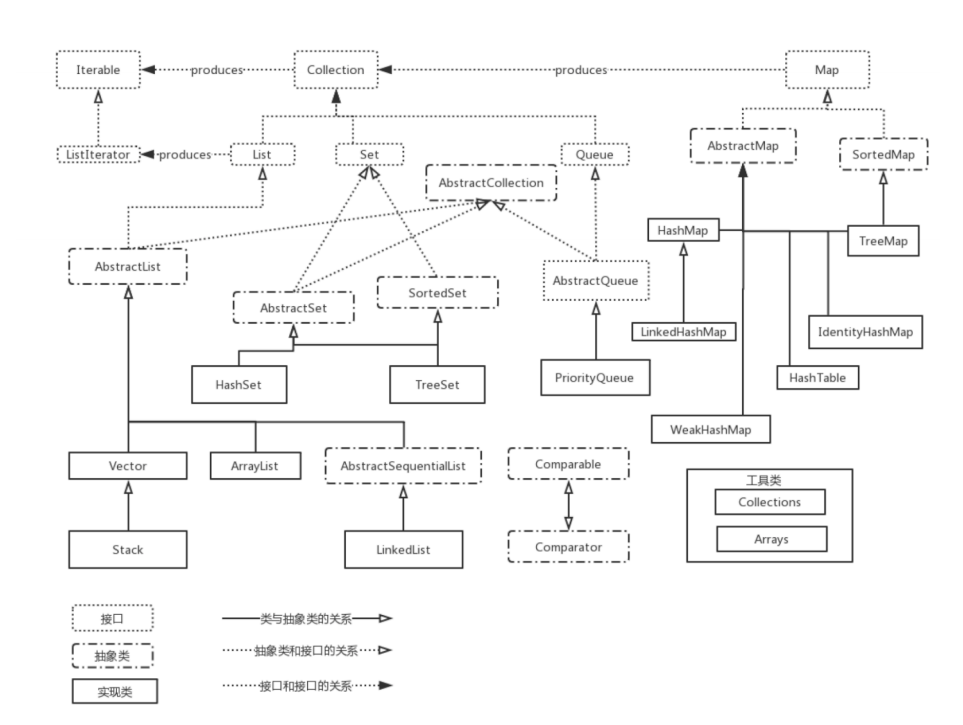 Iterable
produces
Collection
produces
Map
ListIterator
produces
List
Set
Queue
AbstractMap
SortedMap
AbstractCollection
HashMap
TreeMap
AbstractList
AbstractSet
SortedSet
AbstractQueue
LinkedHashMap
IdentityHashMap
HashSet
TreeSet
PriorityQueue
HashTable
WeakHashMap
Vector
ArrayList
AbstractSequentialList
Comparable
工具类
Collections
Arrays
Stack
LinkedList
Comparator
接口
类与抽象类的关系
抽象类
抽象类和接口的关系
实现类
接口和接口的关系